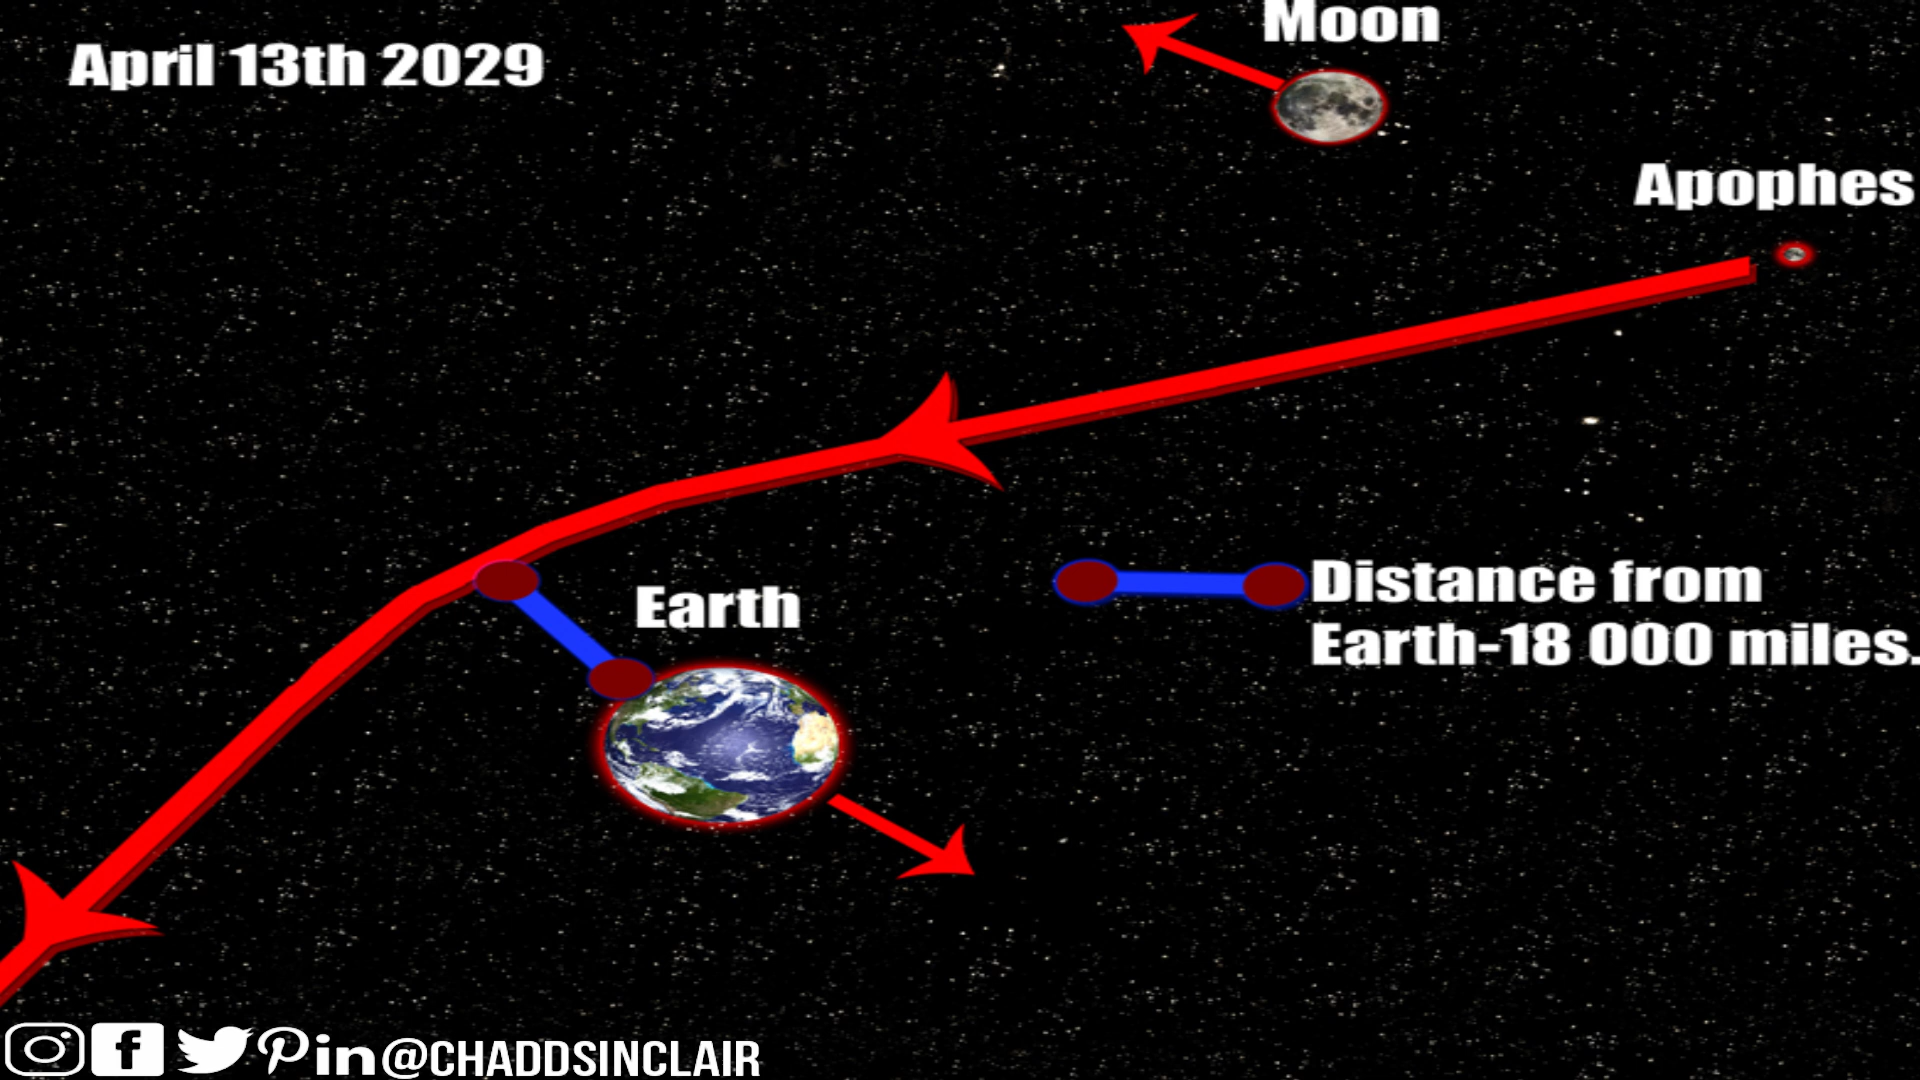 April 13th 2029
Moon
Apophes
Earth
Distance from
Earth-18 000 miles.
@CHADDSINCLAIR